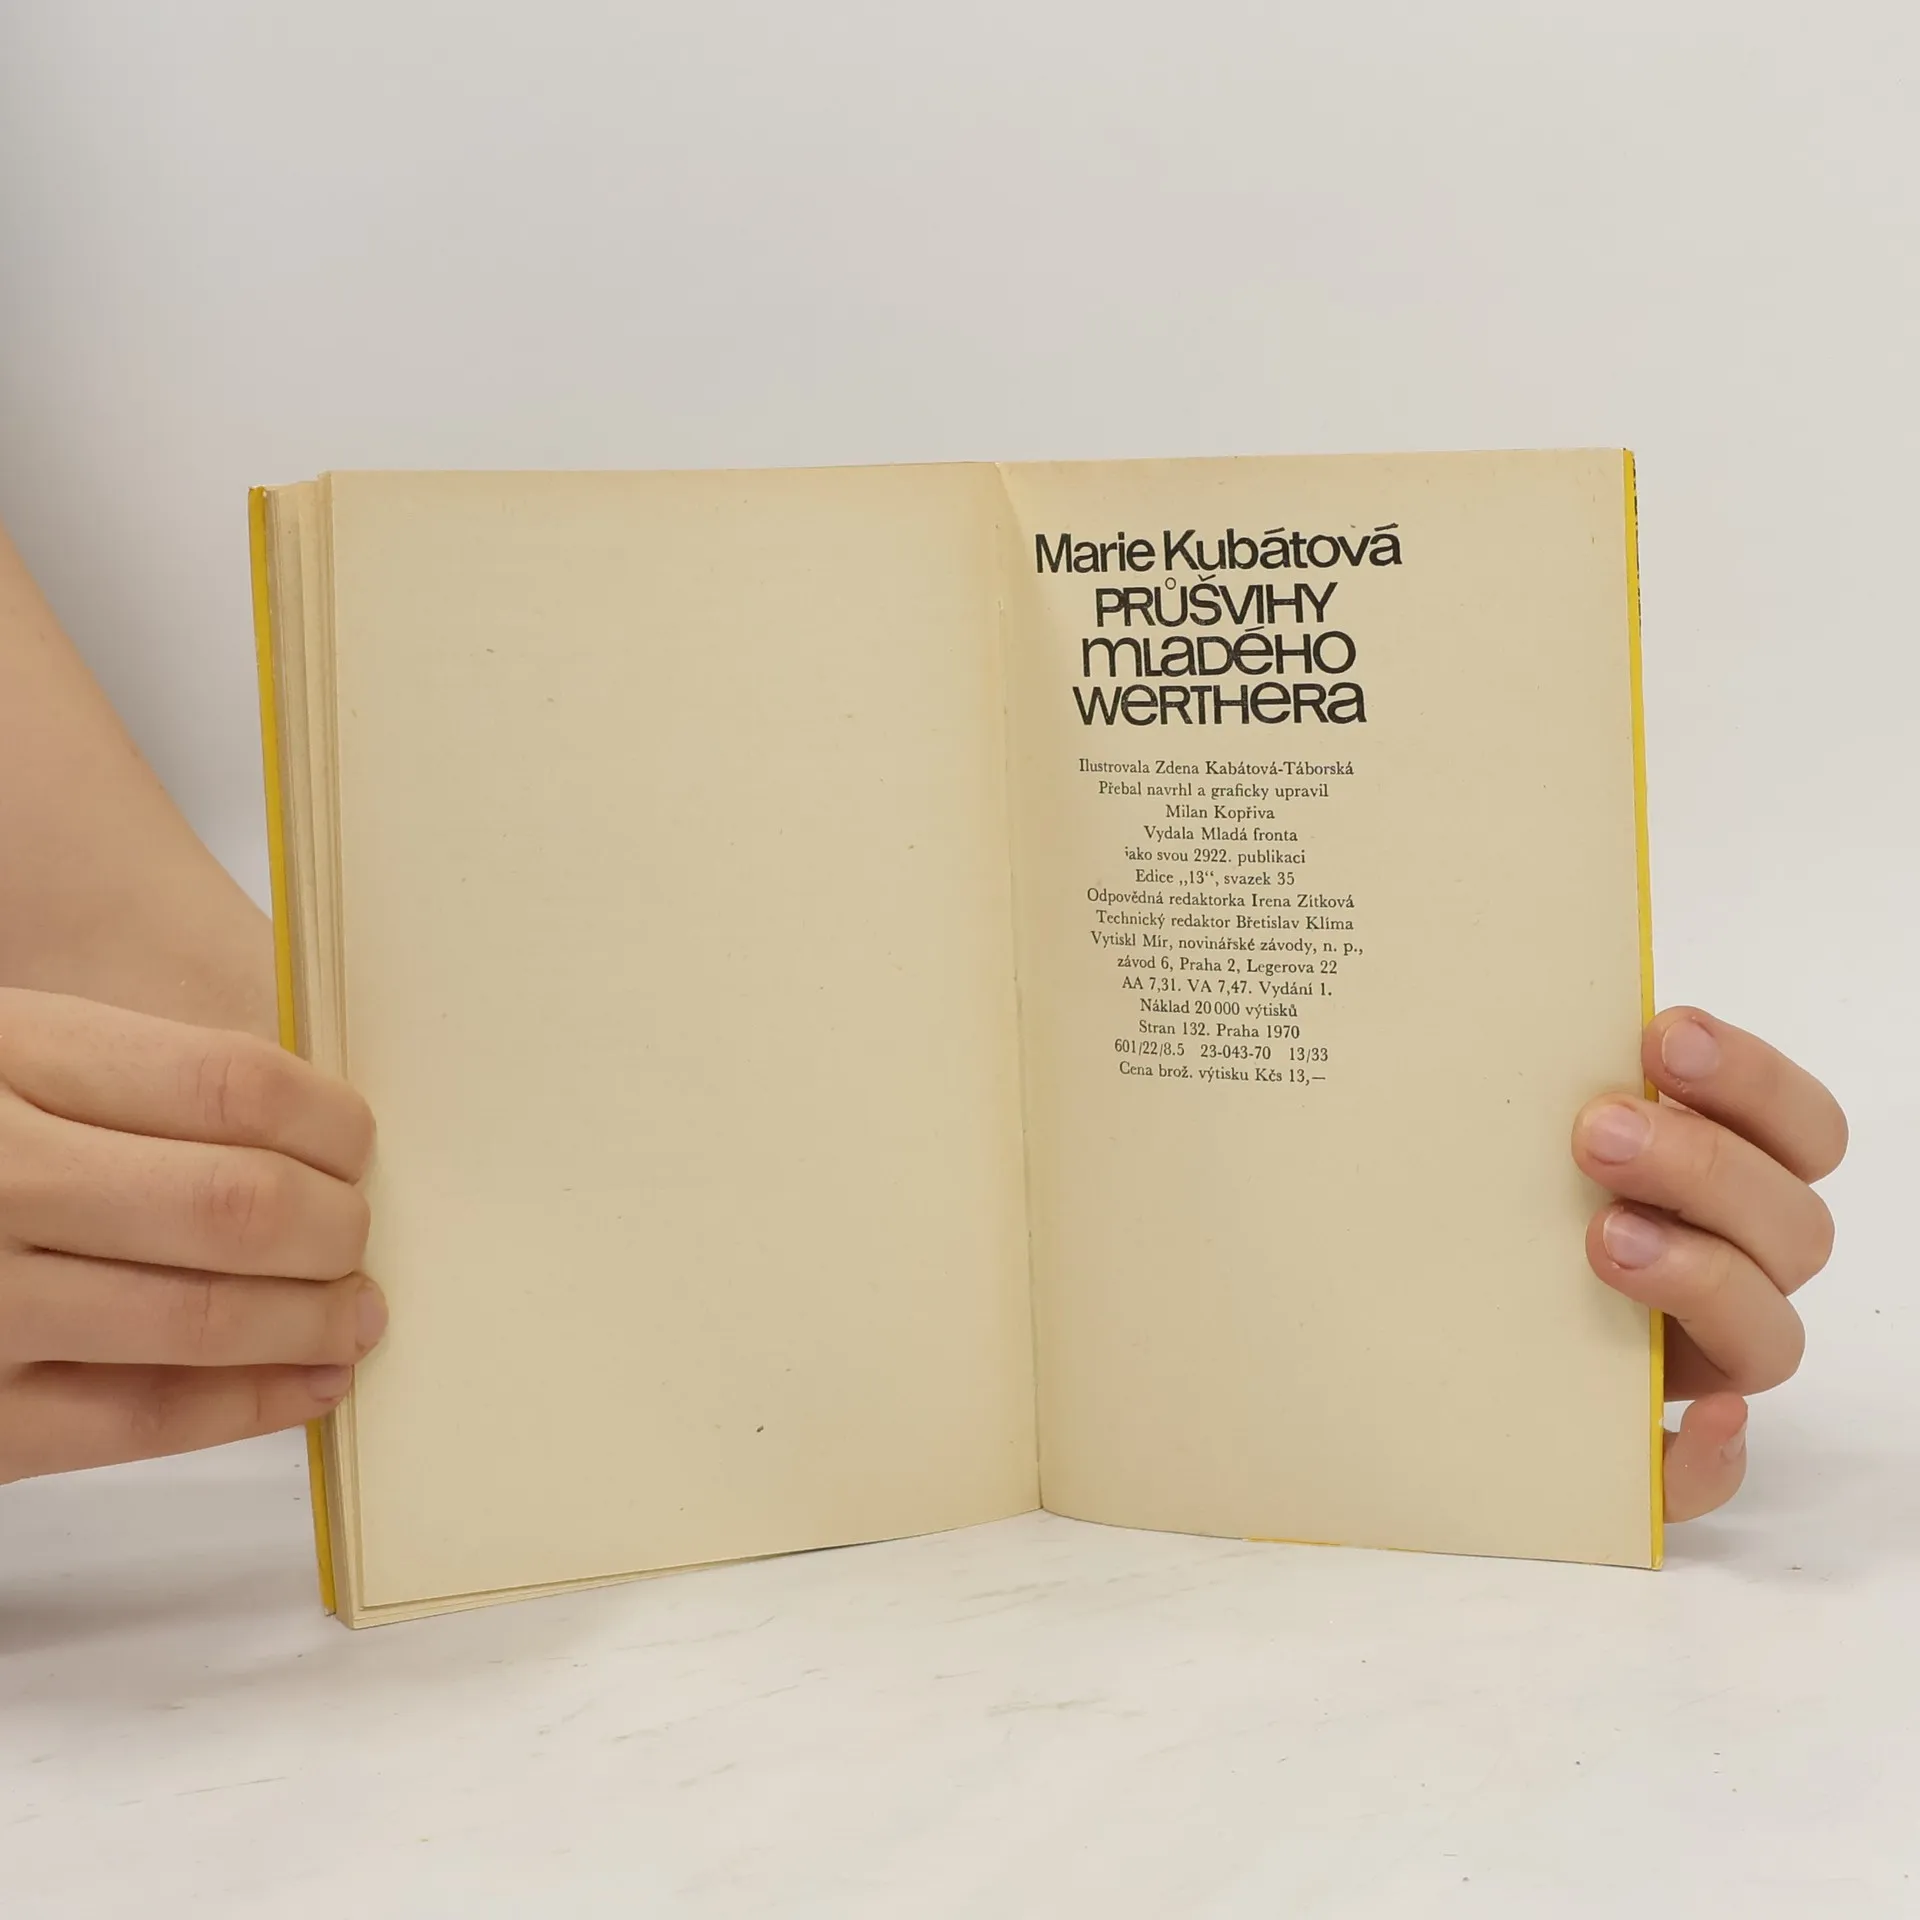 Marie Kubátová
PRŮŠVIHY
mLaDéHO
WeRTHeRa
Ilustrovala Zdena Kabátová-Táborská
Přebal navrhl a graficky upravil
Milan Kopřiva
Vydala Mladá fronta
jako svou 2922. publikaci
Edice „13“, svazek 35
Odpovědná redaktorka Irena Zítková
Technický redaktor Břetislav Klíma
Vytiskl Mír, novinářské závody, n. p.,
závod 6, Praha 2, Legerova 22
AA 7,31. VA 7,47. Vydání 1.
Náklad 20 000 výtisků
Stran 132. Praha 1970
601/22/8.5 23-043-70 13/33
Cena brož. výtisku Kčs 13,—